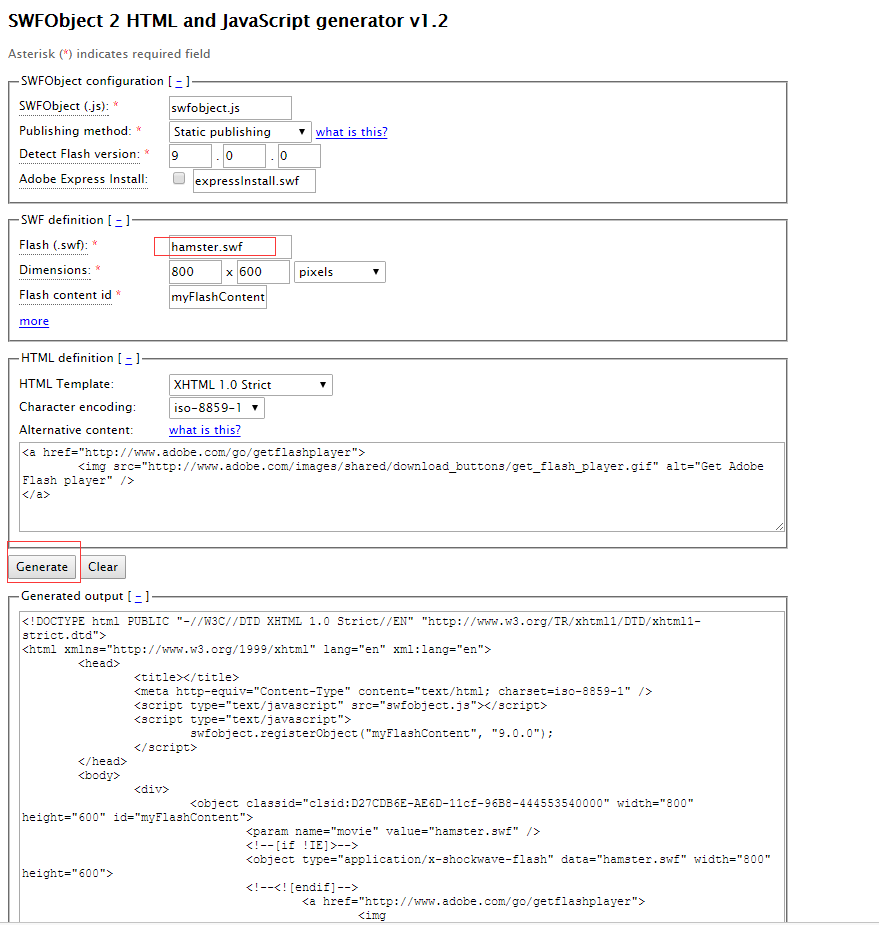 SWFObject 2 HTML and JavaScript generator v1.2
Asterisk (*) indicates required field
SWFObject configuration [ – ]
SWFObject (.js): * swfobject.js
Publishing method: * Static publishing what is this?
Detect Flash version: * 9 . 0 . 0
Adobe Express Install: expressInstall.swf
SWF definition [ – ]
Flash (.swf): * hamster.swf
Dimensions: * 800 x 600 pixels
Flash content id * myFlashContent
more
HTML definition [ – ]
HTML Template: XHTML 1.0 Strict
Character encoding: iso-8859-1
Alternative content: what is this?
<a href="http://www.adobe.com/go/getflashplayer">
<img src="http://www.adobe.com/images/shared/download_buttons/get_flash_player.gif" alt="Get Adobe
Flash player" />
</a>
Generate Clear
Generated output [ – ]
<!DOCTYPE html PUBLIC "-//W3C//DTD XHTML 1.0 Strict//EN" "http://www.w3.org/TR/xhtml1/DTD/xhtml1-
strict.dtd">
<html xmlns="http://www.w3.org/1999/xhtml" lang="en" xml:lang="en">
<head>
<title></title>
<meta http-equiv="Content-Type" content="text/html; charset=iso-8859-1" />
<script type="text/javascript" src="swfobject.js"></script>
<script type="text/javascript">
swfobject.registerObject("myFlashContent", "9.0.0");
</script>
</head>
<body>
<div>
<object classid="clsid:D27CDB6E-AE6D-11cf-96B8-444553540000" width="800"
height="600" id="myFlashContent">
<param name="movie" value="hamster.swf" />
<!--[if !IE]>-->
<object type="application/x-shockwave-flash" data="hamster.swf" width="800"
height="600">
<!--<![endif]-->
<a href="http://www.adobe.com/go/getflashplayer">
<img